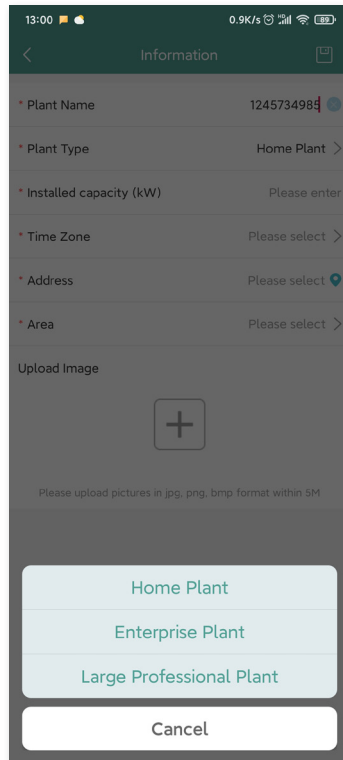 13:00 0.9K/s HD 89
Information
* Plant Name 1245734985
* Plant Type Home Plant
* Installed capacity (kW) Please enter
* Time Zone Please select
* Address Please select
* Area Please select
Upload Image
Please upload pictures in jpg, png, bmp format within 5M
Home Plant
Enterprise Plant
Large Professional Plant
Cancel